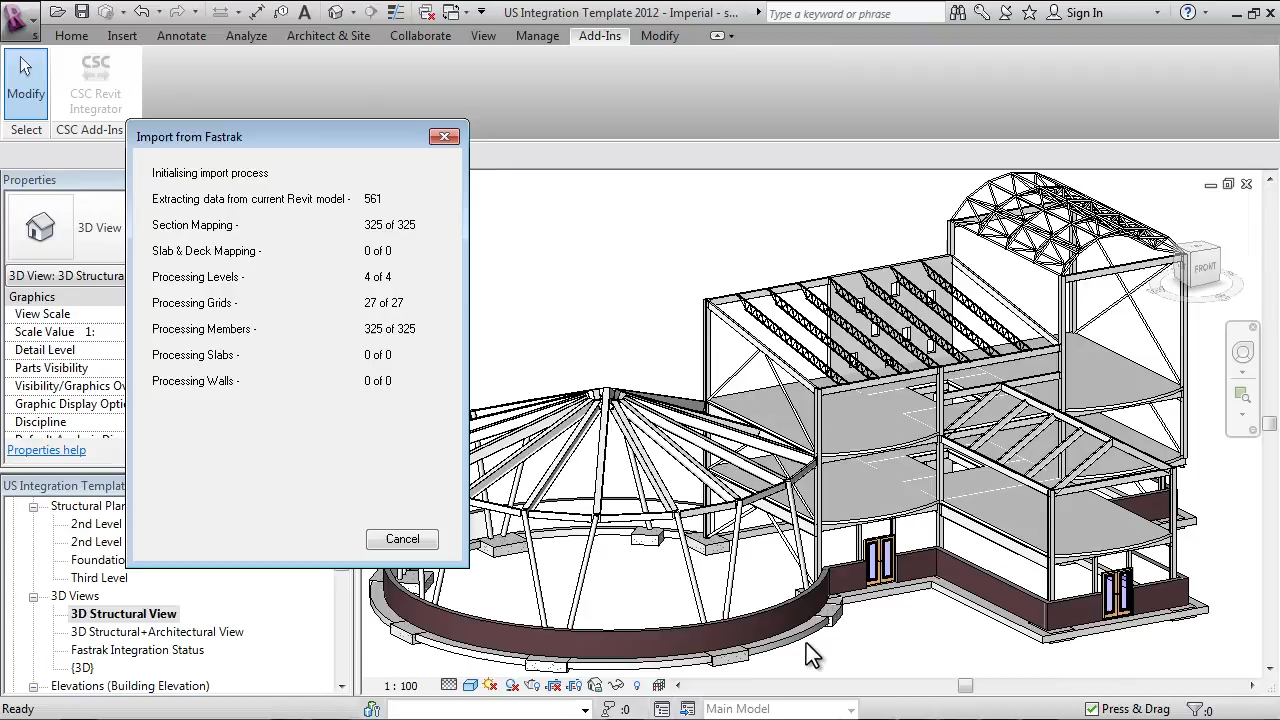 US Integration Template 2012 - Imperial - s...
Type a keyword or phrase
Sign In
Home Insert Annotate Analyze Architect & Site Collaborate View Manage Add-Ins Modify
Modify
CSC
CSC Revit
Integrator
Select
CSC Add-Ins
Import from Fastrak
Initialising import process
Extracting data from current Revit model - 561
Section Mapping - 325 of 325
Slab & Deck Mapping - 0 of 0
Processing Levels - 4 of 4
Processing Grids - 27 of 27
Processing Members - 325 of 325
Processing Slabs - 0 of 0
Processing Walls - 0 of 0
Cancel
Properties
3D View
3D View: 3D Structura
Graphics
View Scale
Scale Value 1:
Detail Level
Parts Visibility
Visibility/Graphics Ov
Graphic Display Optio
Discipline
Properties help
US Integration Templat
Structural Plan
2nd Level
2nd Level
Foundatio
Third Level
3D Views
3D Structural View
3D Structural+Architectural View
Fastrak Integration Status
{3D}
Elevations (Building Elevation)
FRONT
1 : 100
Ready
:0
Main Model
Press & Drag
:0